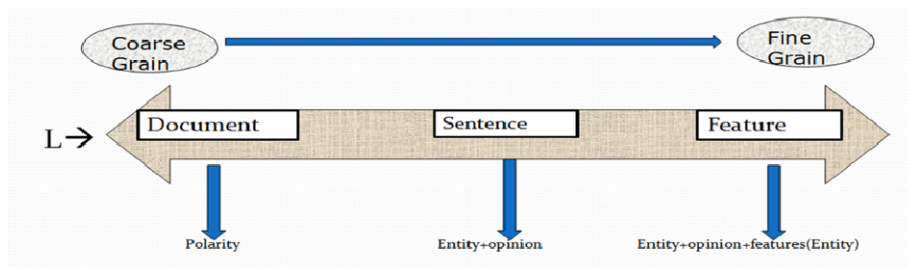 Coarse
Grain
Fine
Grain
L→
Document
Sentence
Feature
Polarity
Entity+opinion
Entity+opinion+features(Entity)